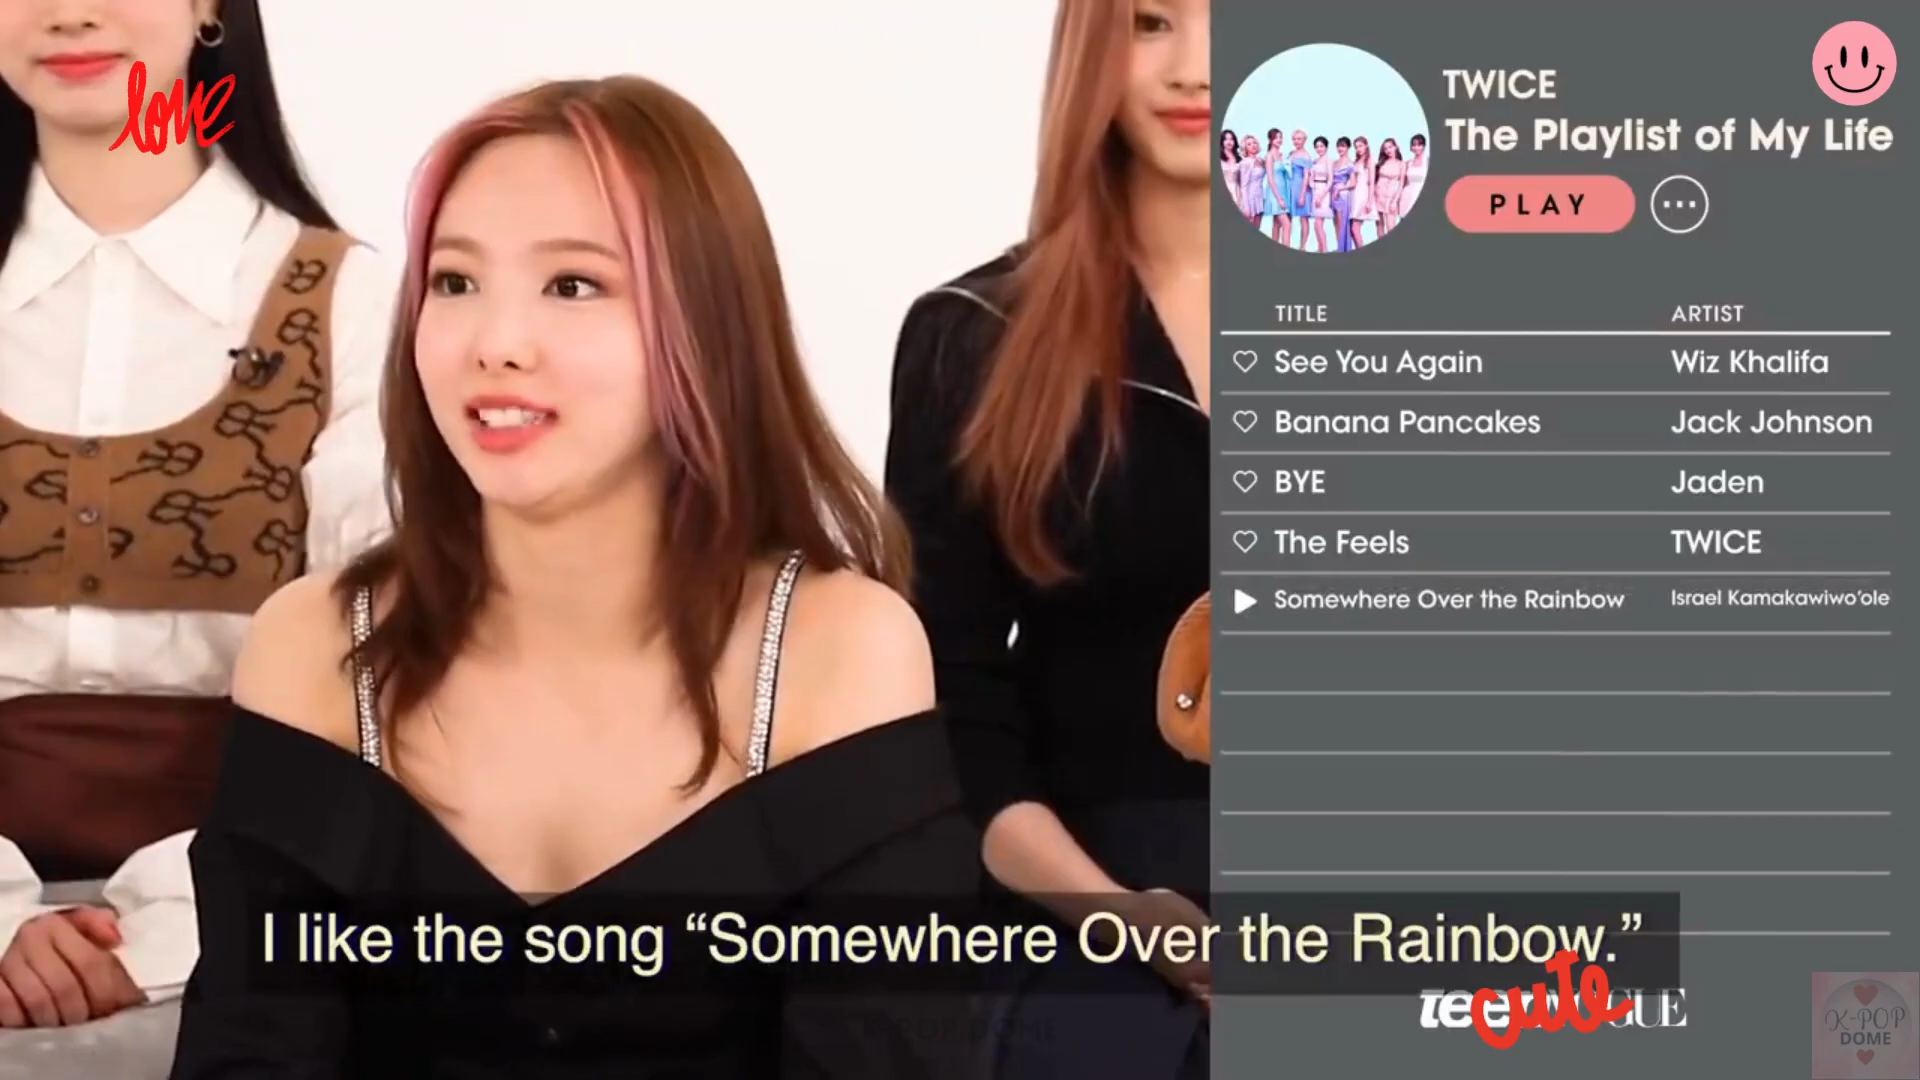 love
TWICE
The Playlist of My Life
PLAY
TITLE ARTIST
See You Again Wiz Khalifa
Banana Pancakes Jack Johnson
BYE Jaden
The Feels TWICE
Somewhere Over the Rainbow Israel Kamakawiwoʻole
I like the song “Somewhere Over the Rainbow.”
cute
K-POP
DOME